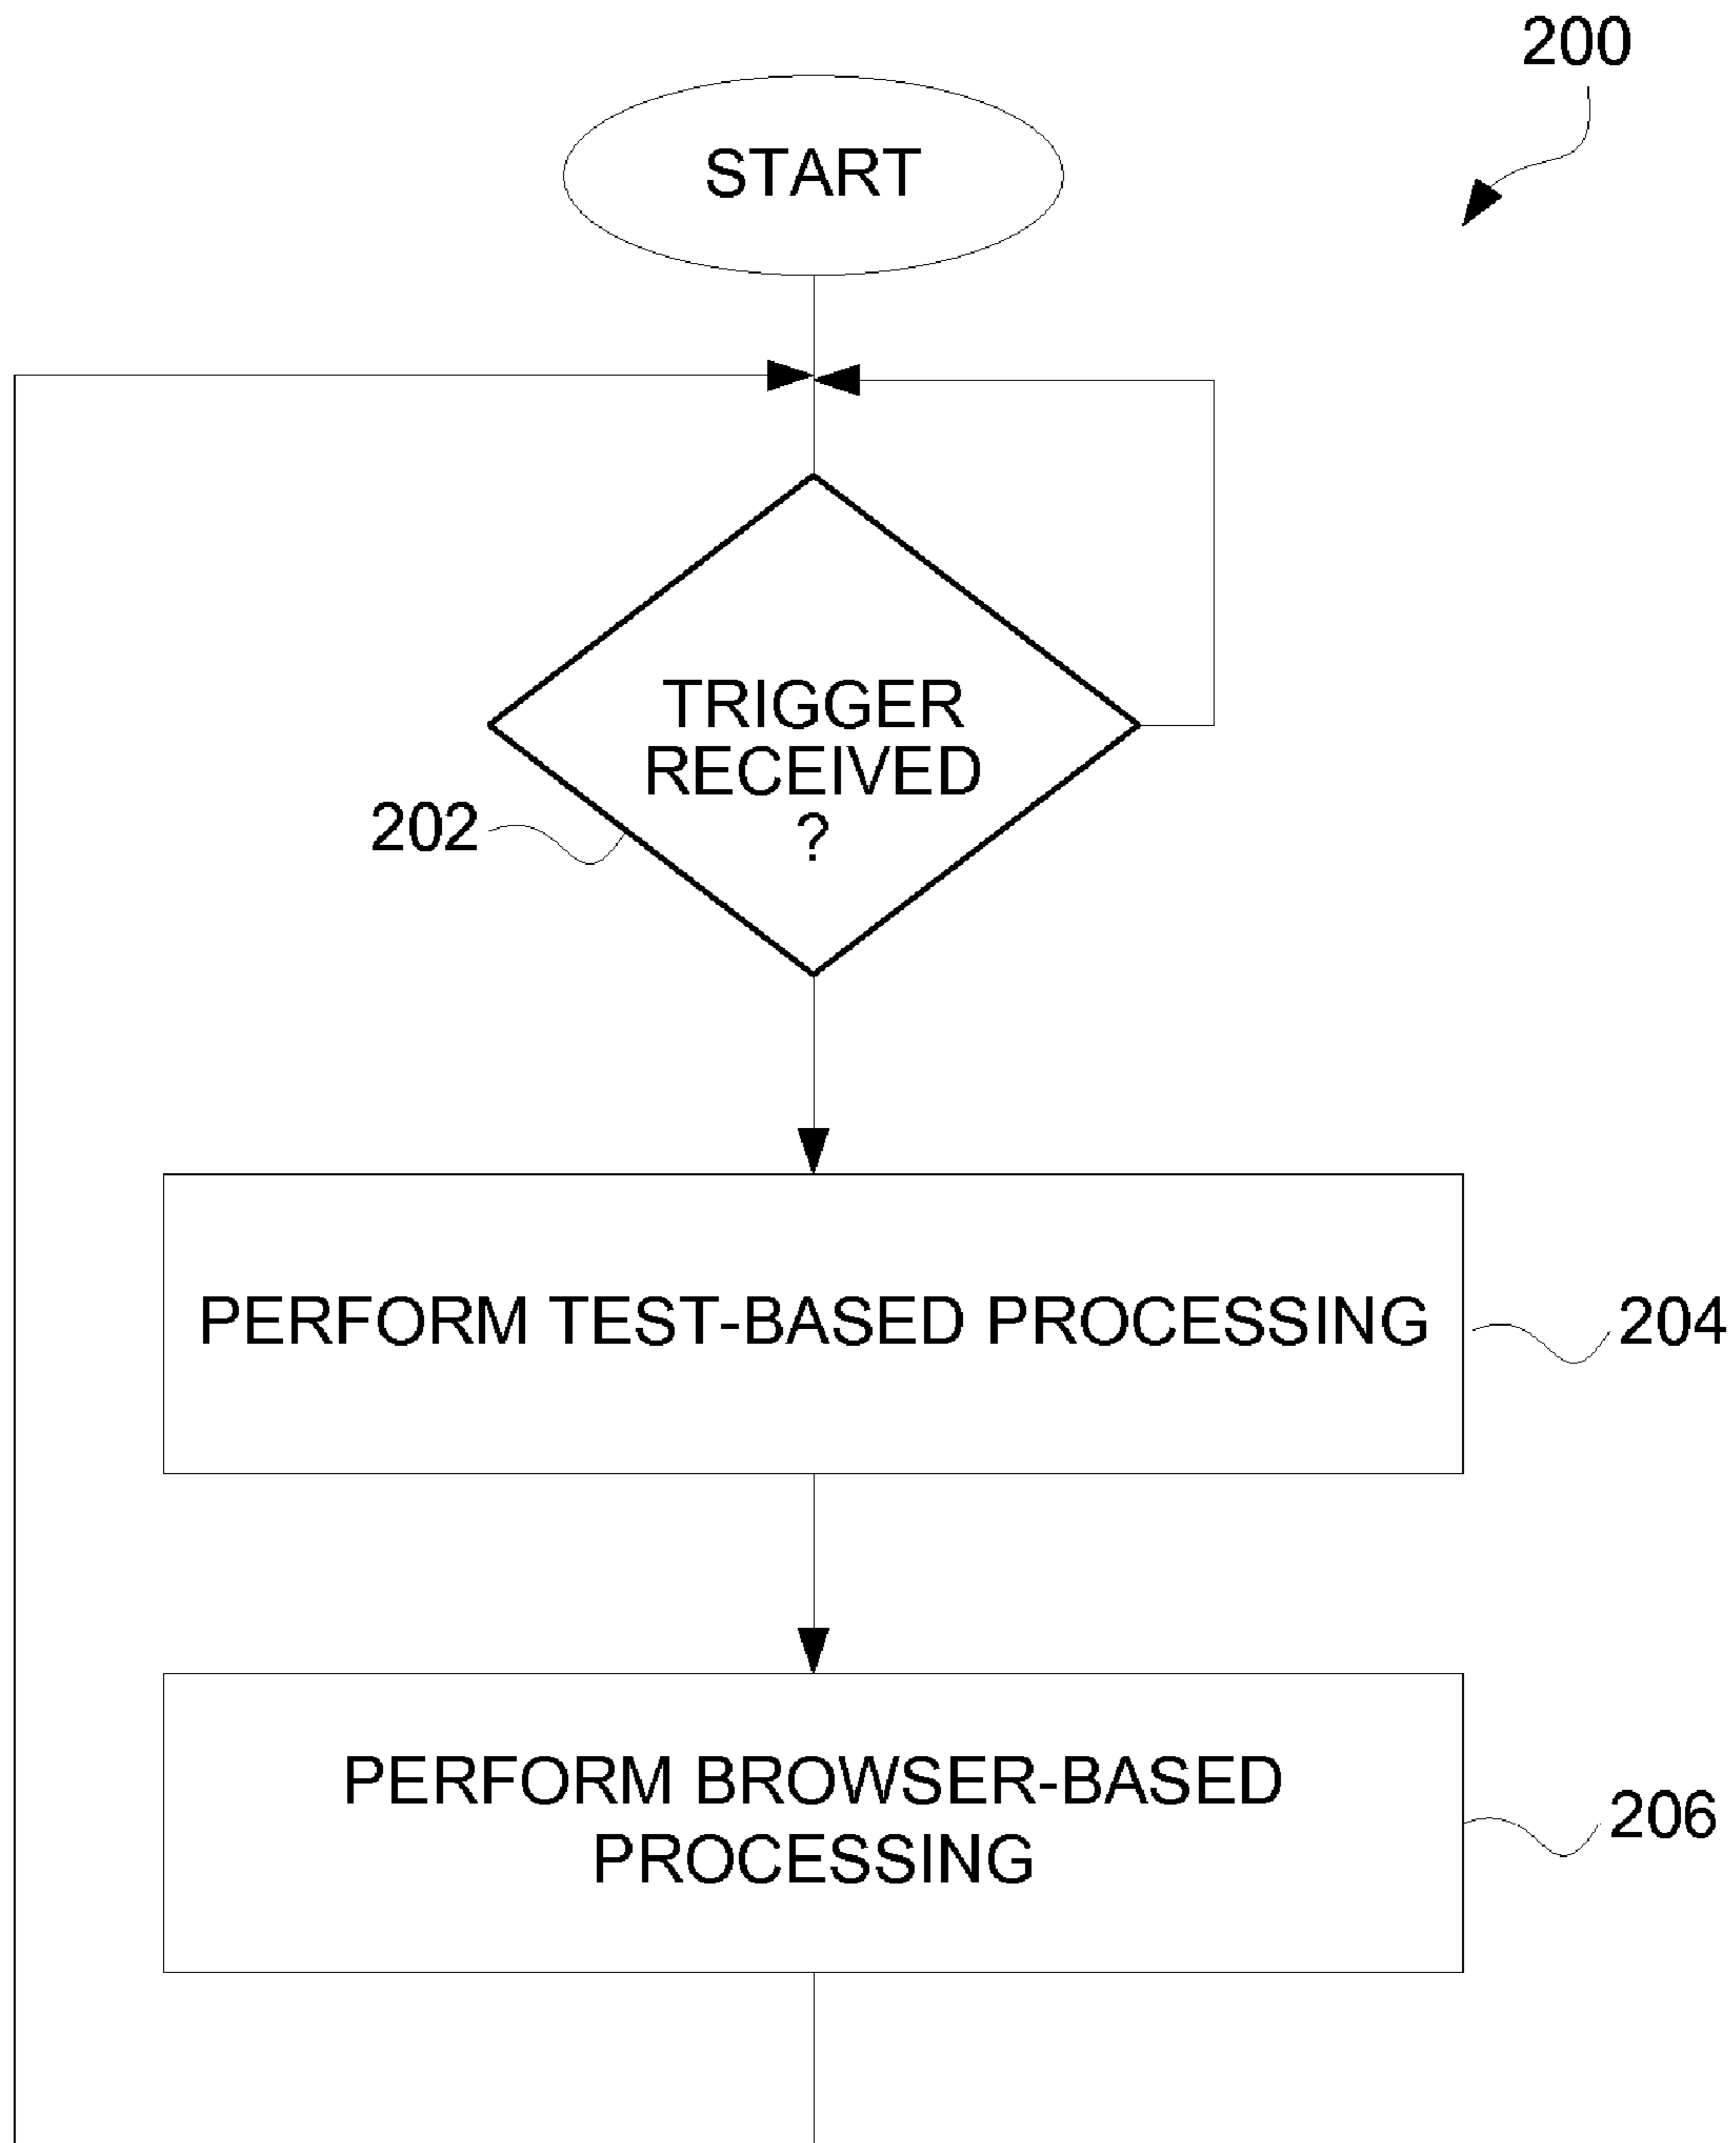 200
START
TRIGGER
RECEIVED
?
202
PERFORM TEST-BASED PROCESSING
204
PERFORM BROWSER-BASED
PROCESSING
206